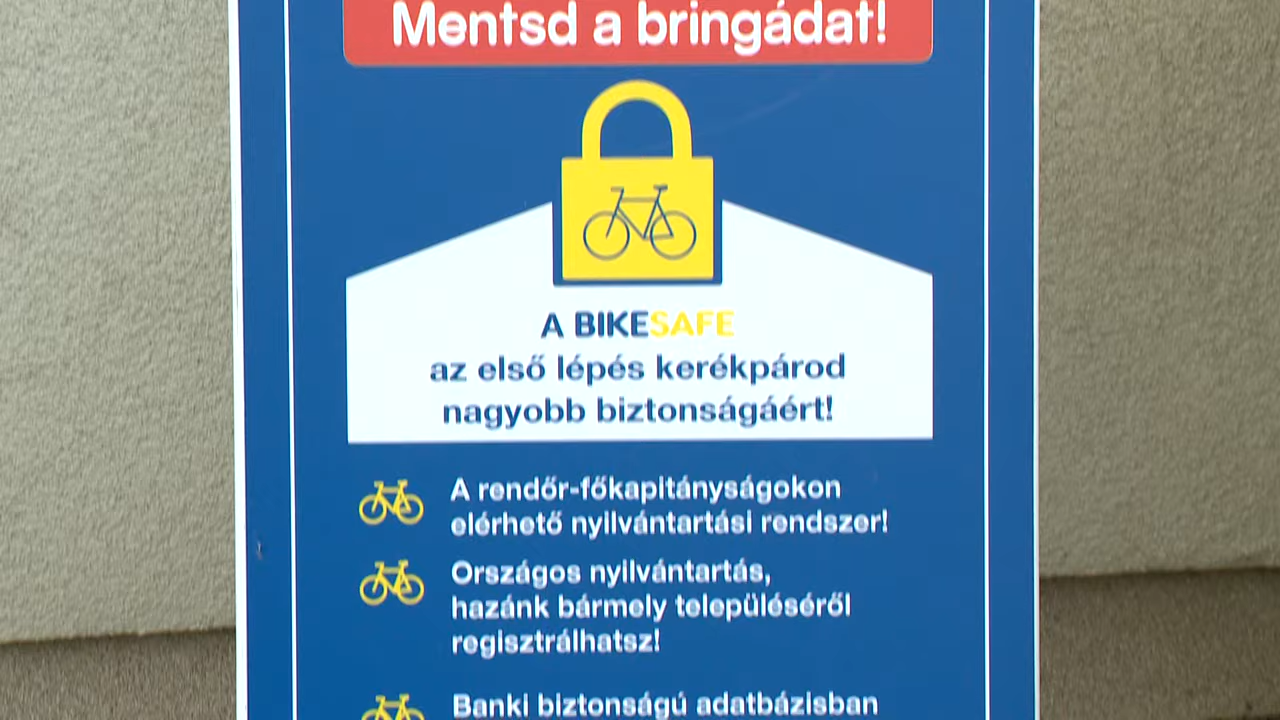 Mentsd a bringádat!
A BIKESAFE
az első lépés kerékpárod
nagyobb biztonságáért!
A rendőr-főkapitányságokon
elérhető nyilvántartási rendszer!
Országos nyilvántartás,
hazánk bármely településéről
regisztrálhatsz!
Banki biztonságú adatbázisban